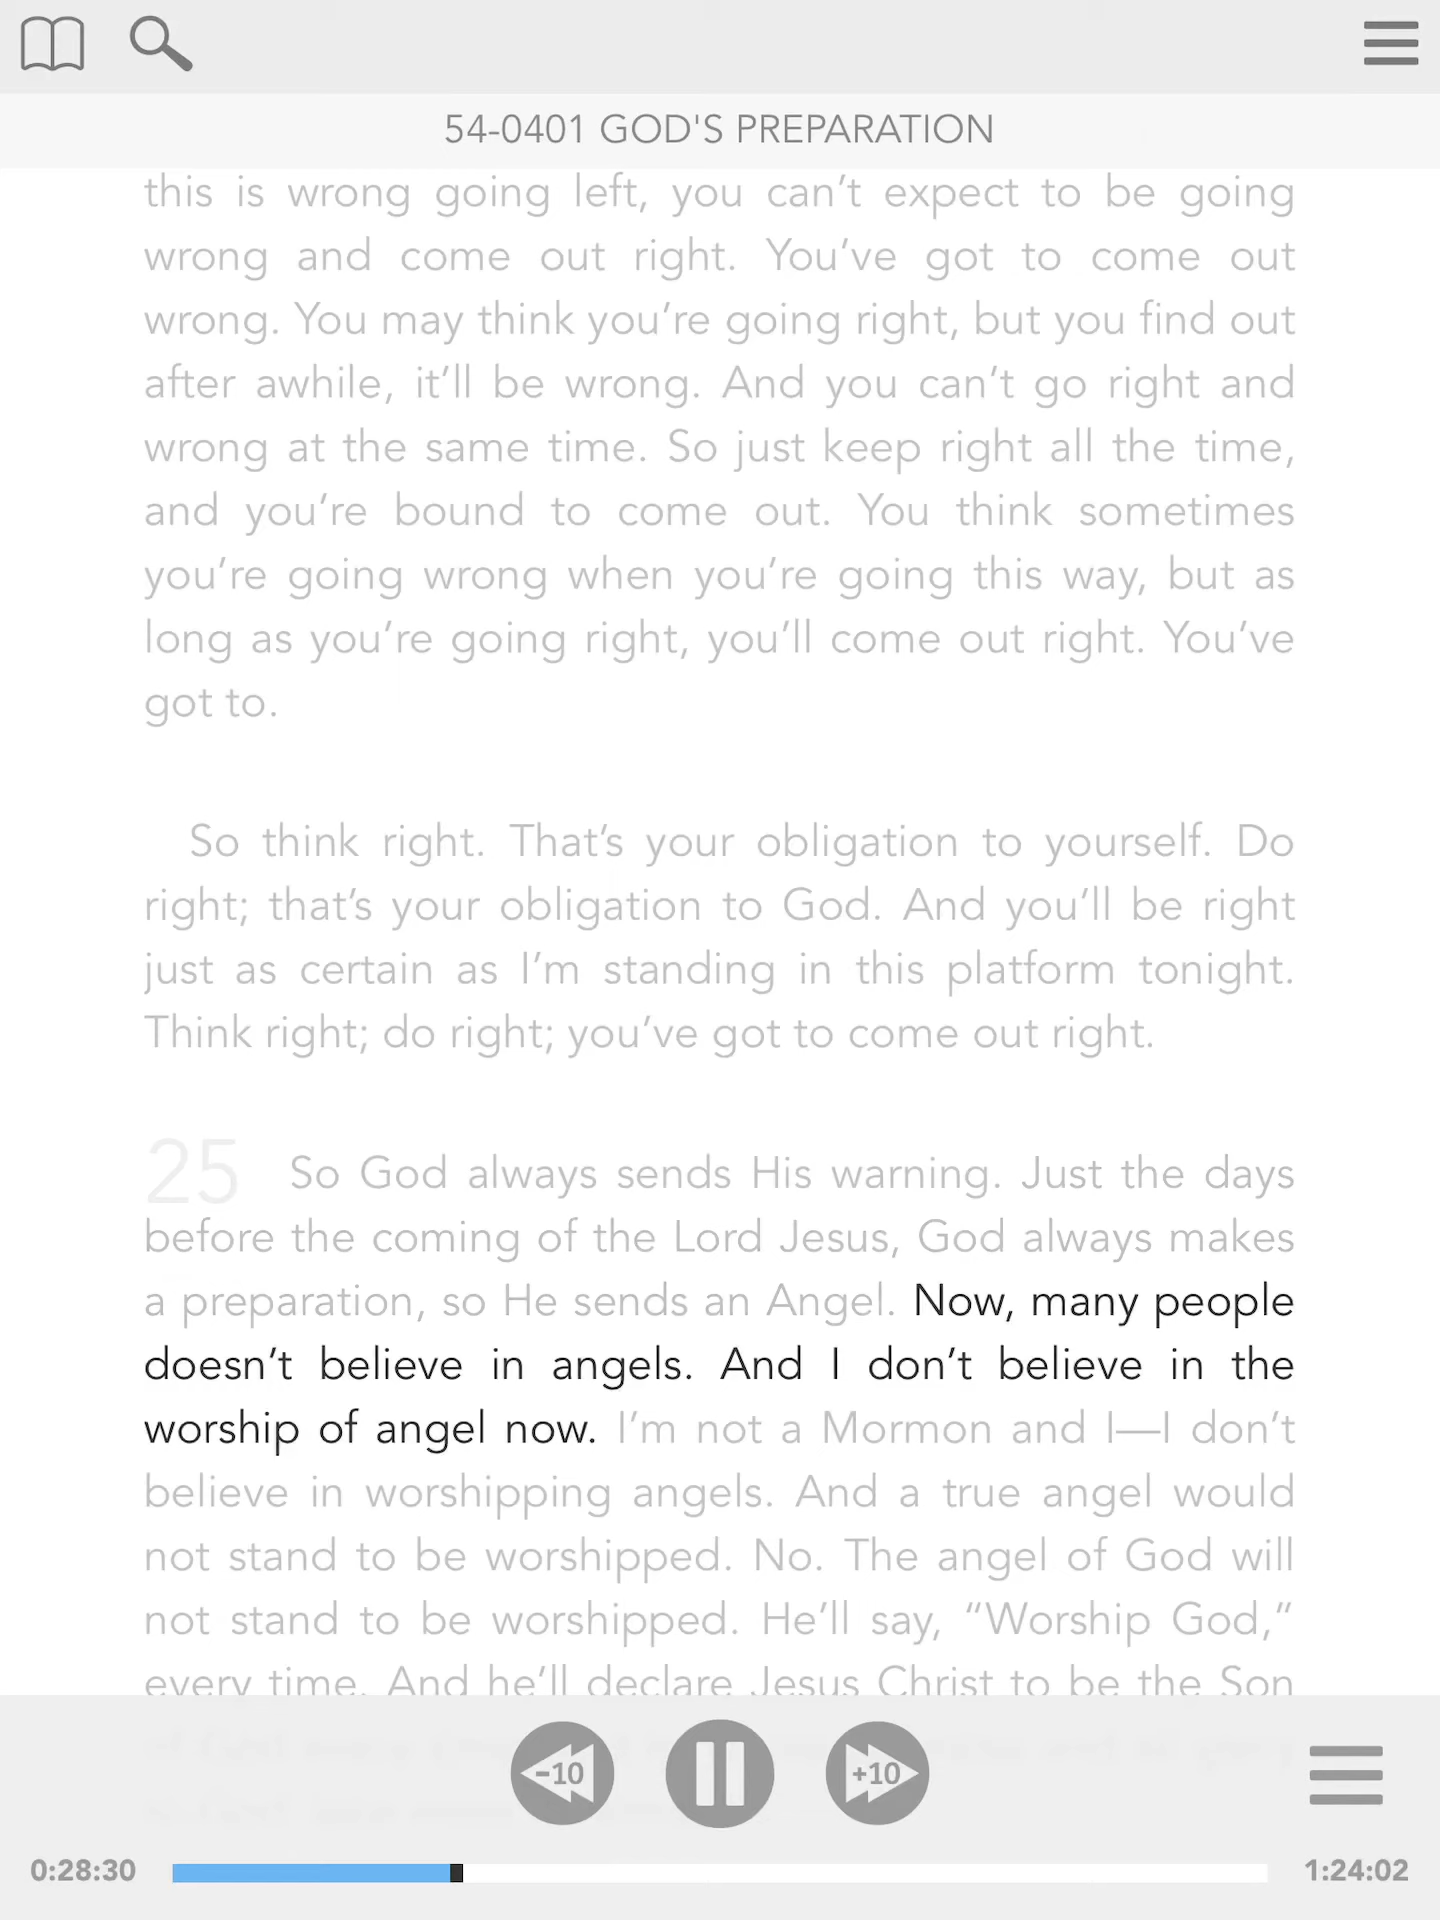 54-0401 GOD'S PREPARATION
this is wrong going left, you can’t expect to be going
wrong and come out right. You’ve got to come out
wrong. You may think you’re going right, but you find out
after awhile, it’ll be wrong. And you can’t go right and
wrong at the same time. So just keep right all the time,
and you’re bound to come out. You think sometimes
you’re going wrong when you’re going this way, but as
long as you’re going right, you’ll come out right. You’ve
got to.
So think right. That’s your obligation to yourself. Do
right; that’s your obligation to God. And you’ll be right
just as certain as I’m standing in this platform tonight.
Think right; do right; you’ve got to come out right.
25 So God always sends His warning. Just the days
before the coming of the Lord Jesus, God always makes
a preparation, so He sends an Angel. Now, many people
doesn’t believe in angels. And I don’t believe in the
worship of angel now. I’m not a Mormon and I—I don’t
believe in worshipping angels. And a true angel would
not stand to be worshipped. No. The angel of God will
not stand to be worshipped. He’ll say, “Worship God,”
every time. And he’ll declare Jesus Christ to be the Son
-10 +10
0:28:30 1:24:02